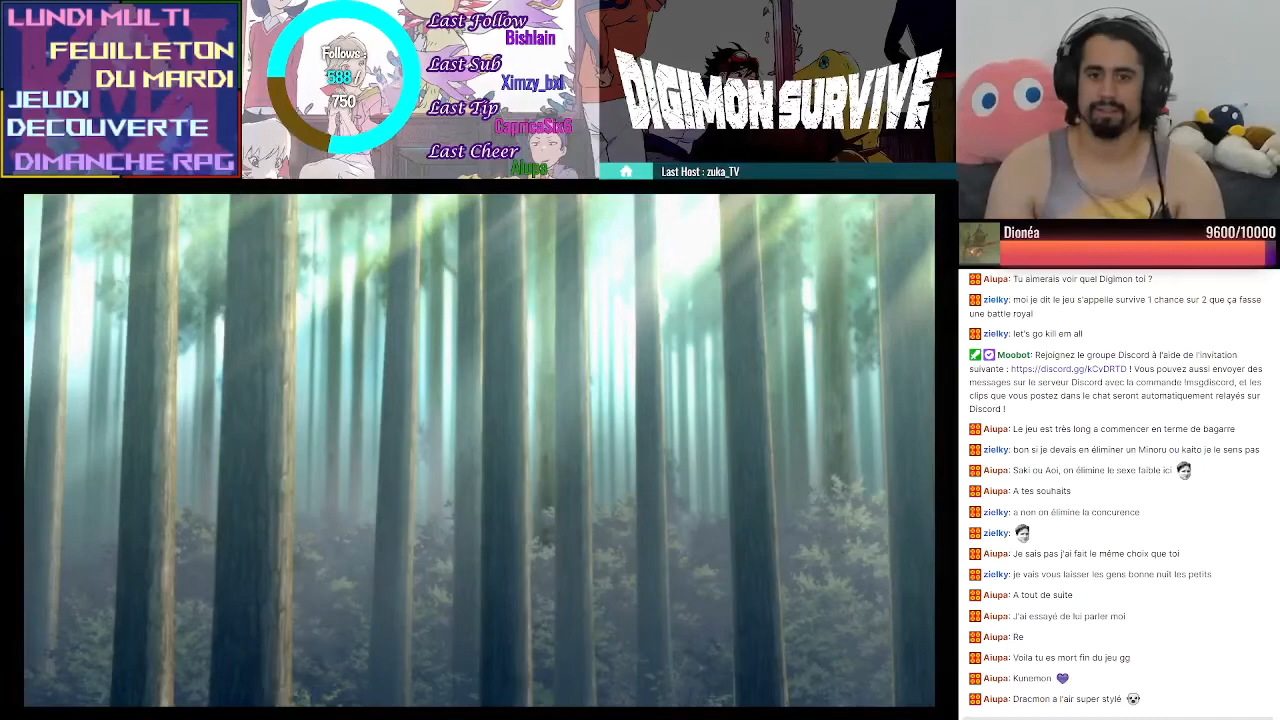 LUNDI MULTI
FEUILLETON
DU MARDI
JEUDI
DECOUVERTE
DIMANCHE RPG
Follows :
588 /
750
Last Follow
Bishlain
Last Sub
Ximzy_bxl
Last Tip
CapricaSix6
Last Cheer
Aiupa
DIGIMON SURVIVE
Last Host : zuka_TV
Dionéa
9600/10000
Aiupa: Tu aimerais voir quel Digimon toi ?
zielky: moi je dit le jeu s'appelle survive 1 chance sur 2 que ça fasse
une battle royal
zielky: let's go kill em all
Moobot: Rejoignez le groupe Discord à l'aide de l'invitation
suivante : https://discord.gg/kCvDRTD ! Vous pouvez aussi envoyer des
messages sur le serveur Discord avec la commande !msgdiscord, et les
clips que vous postez dans le chat seront automatiquement relayés sur
Discord !
Aiupa: Le jeu est très long a commencer en terme de bagarre
zielky: bon si je devais en éliminer un Minoru ou kaito je le sens pas
Aiupa: Saki ou Aoi, on élimine le sexe faible ici
Aiupa: A tes souhaits
zielky: a non on élimine la concurence
zielky:
Aiupa: Je sais pas j'ai fait le même choix que toi
zielky: je vais vous laisser les gens bonne nuit les petits
Aiupa: A tout de suite
Aiupa: J'ai essayé de lui parler moi
Aiupa: Re
Aiupa: Voila tu es mort fin du jeu gg
Aiupa: Kunemon
Aiupa: Dracmon a l'air super stylé